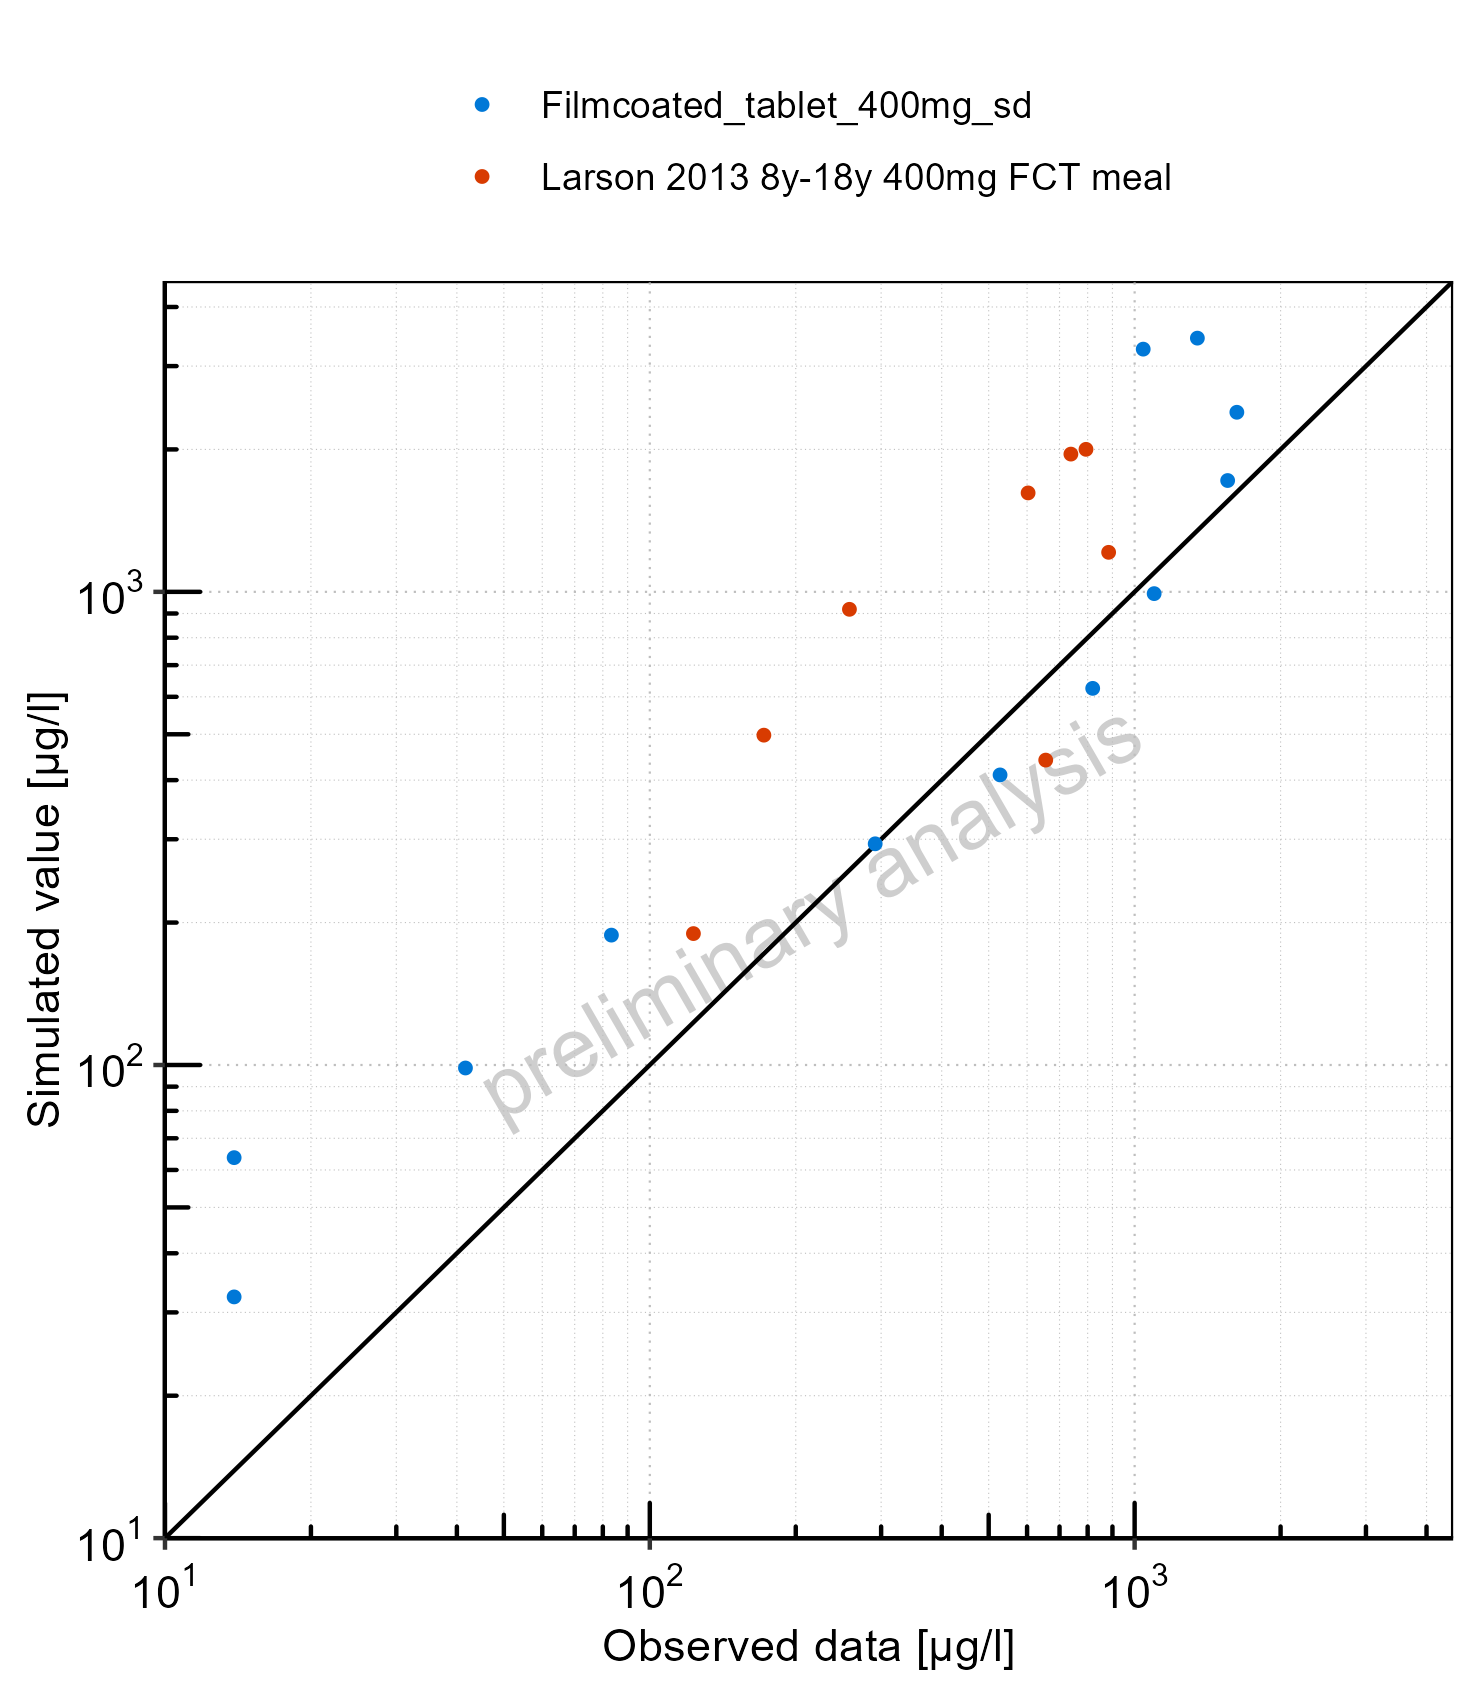 Filmcoated_tablet_400mg_sd
Larson 2013 8y-18y 400mg FCT meal
10³
10²
10¹
Simulated value [µg/l]
preliminary analysis
10¹ 10² 10³
Observed data [µg/l]